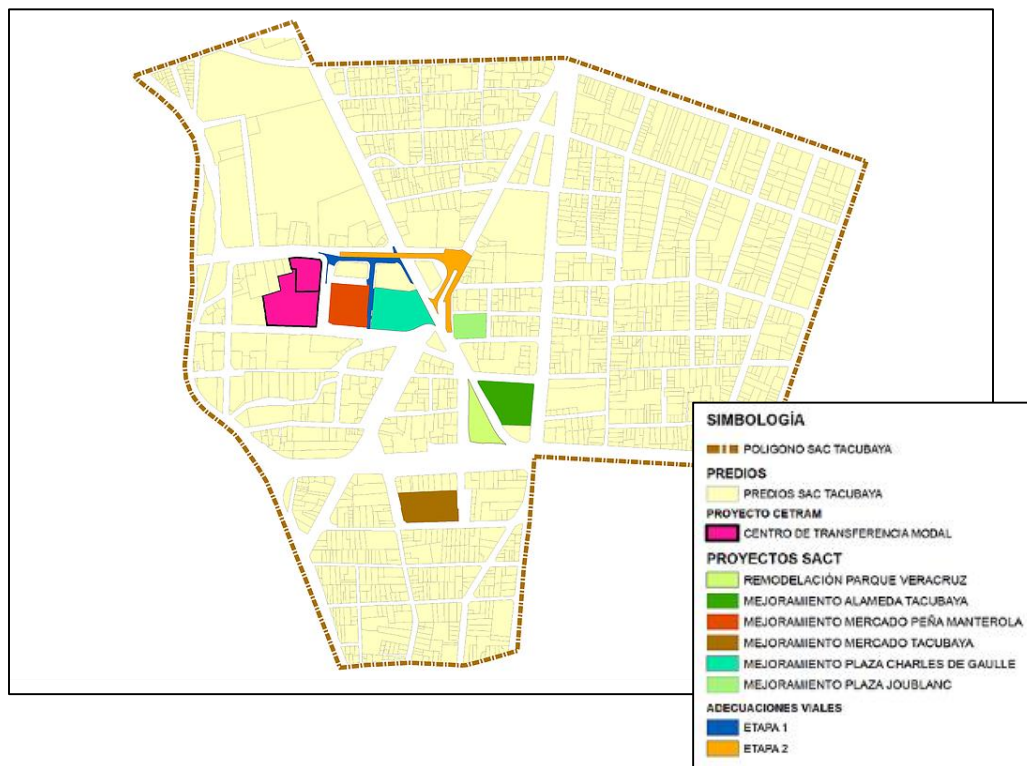 SIMBOLOGÍA
POLIGONO SAC TACUBAYA
PREDIOS
PREDIOS SAC TACUBAYA
PROYECTO CETRAM
CENTRO DE TRANSFERENCIA MODAL
PROYECTOS SACT
REMODELACIÓN PARQUE VERACRUZ
MEJORAMIENTO ALAMEDA TACUBAYA
MEJORAMIENTO MERCADO PEÑA MANTEROLA
MEJORAMIENTO MERCADO TACUBAYA
MEJORAMIENTO PLAZA CHARLES DE GAULLE
MEJORAMIENTO PLAZA JOUBLANC
ADECUACIONES VIALES
ETAPA 1
ETAPA 2